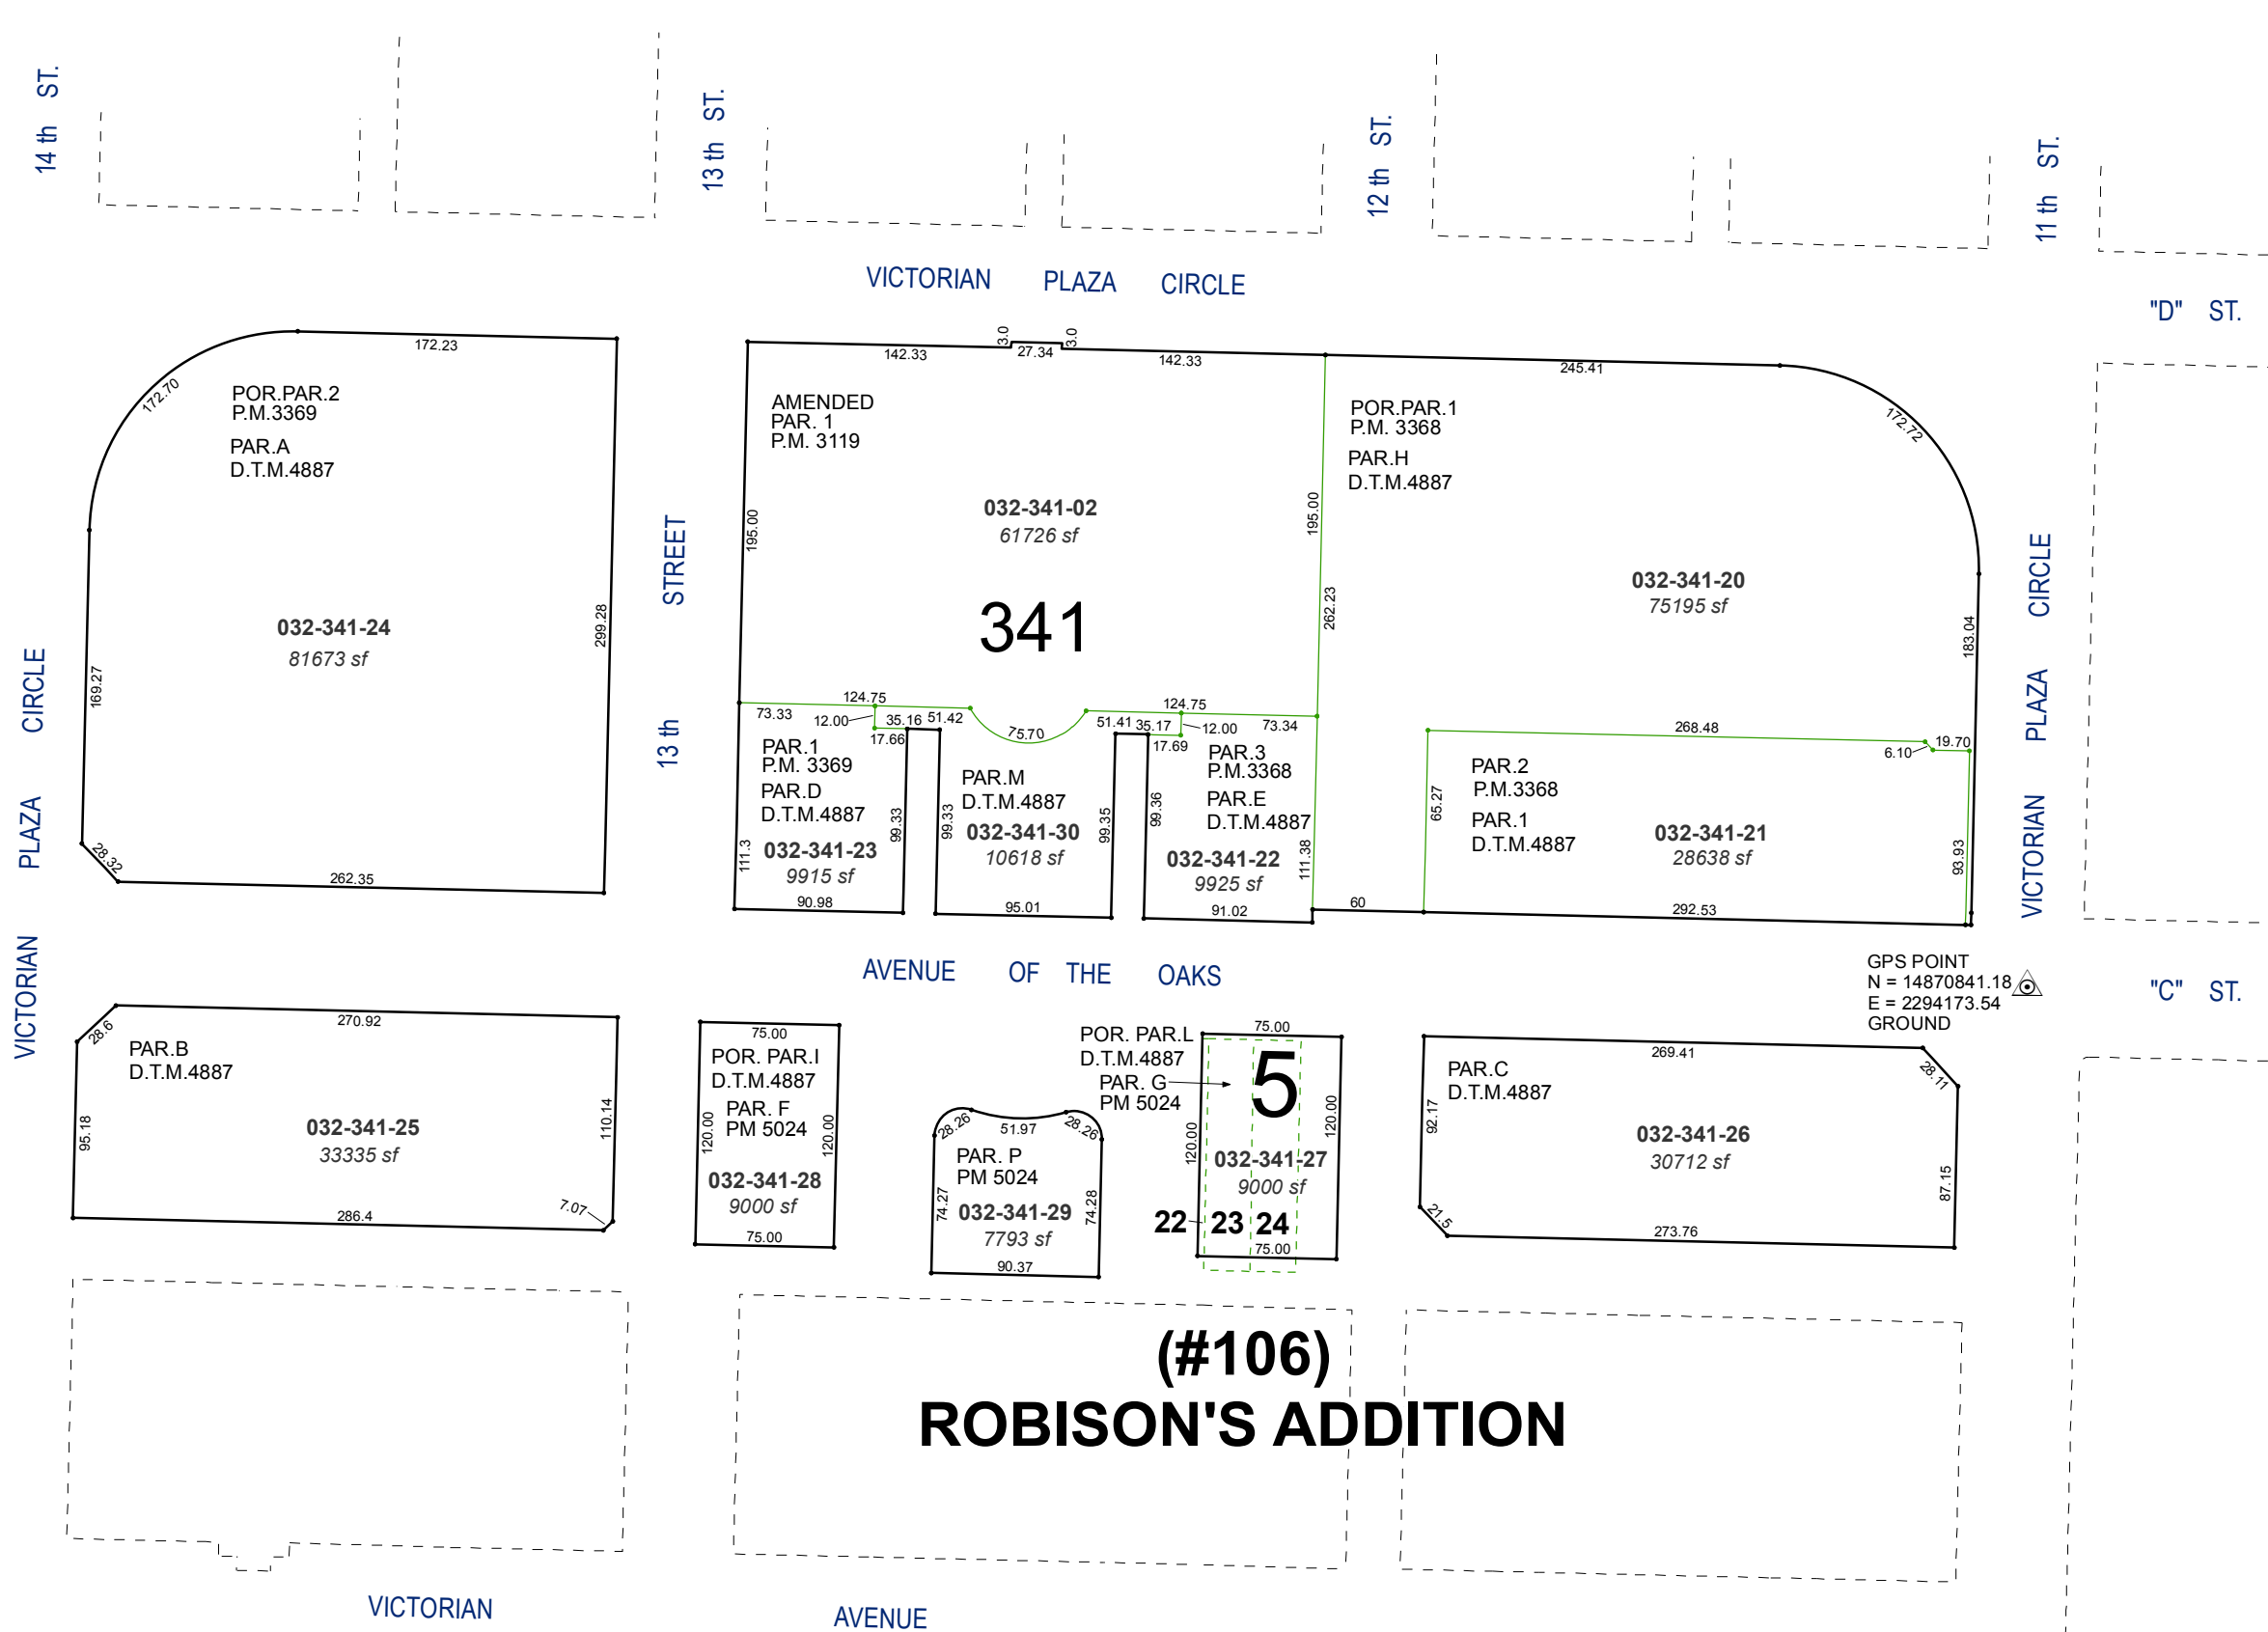 14 th ST.
13 th ST.
12 th ST.
11 th ST.
VICTORIAN PLAZA CIRCLE
"D" ST.
172.23
172.70
POR.PAR.2
P.M.3369
PAR.A
D.T.M.4887
032-341-24
81673 sf
299.28
169.27
28.32
262.35
VICTORIAN PLAZA CIRCLE
13 th STREET
142.33
3.0
27.34
3.0
142.33
AMENDED
PAR. 1
P.M. 3119
032-341-02
61726 sf
341
195.00
195.00
262.23
245.41
172.72
POR.PAR.1
P.M. 3368
PAR.H
D.T.M.4887
032-341-20
75195 sf
183.04
VICTORIAN PLAZA CIRCLE
124.75
73.33
12.00
35.16
51.42
17.66
75.70
124.75
51.41
35.17
12.00
73.34
17.69
PAR.1
P.M. 3369
PAR.D
D.T.M.4887
032-341-23
9915 sf
111.3
99.33
90.98
PAR.M
D.T.M.4887
032-341-30
10618 sf
99.33
99.35
95.01
PAR.3
P.M.3368
PAR.E
D.T.M.4887
032-341-22
9925 sf
99.36
111.38
91.02
60
268.48
6.10
19.70
65.27
PAR.2
P.M.3368
PAR.1
D.T.M.4887
032-341-21
28638 sf
93.93
292.53
AVENUE OF THE OAKS
GPS POINT
N = 14870841.18
E = 2294173.54
GROUND
"C" ST.
28.6
270.92
PAR.B
D.T.M.4887
032-341-25
33335 sf
95.18
110.14
7.07
286.4
75.00
POR. PAR.I
D.T.M.4887
PAR. F
PM 5024
120.00
120.00
032-341-28
9000 sf
75.00
28.26
51.97
28.26
PAR. P
PM 5024
032-341-29
7793 sf
74.27
74.28
90.37
POR. PAR.L
D.T.M.4887
PAR. G
PM 5024
75.00
5
120.00
120.00
032-341-27
9000 sf
22 23 24
75.00
269.41
28.11
PAR.C
D.T.M.4887
032-341-26
30712 sf
92.17
87.15
21.5
273.76
(#106)
ROBISON'S ADDITION
VICTORIAN AVENUE